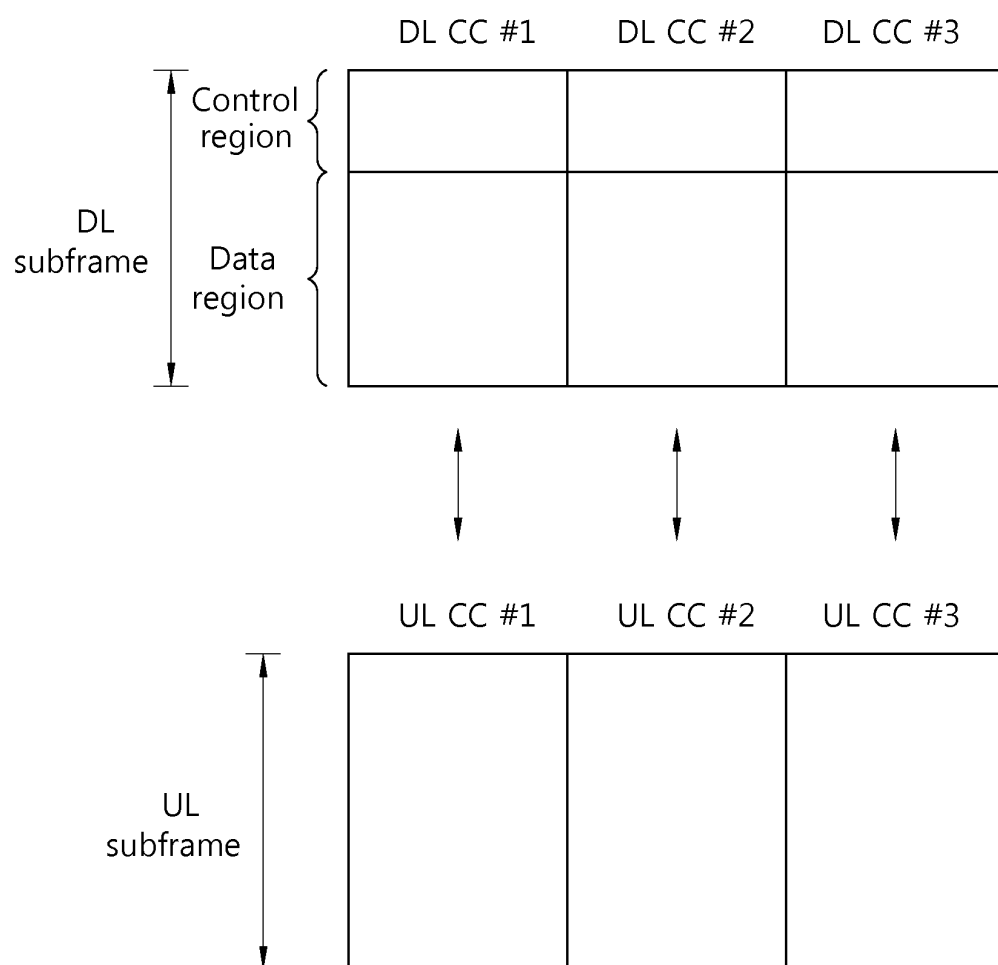 DL CC #1
DL CC #2
DL CC #3
Control
region
DL
subframe
Data
region
UL CC #1
UL CC #2
UL CC #3
UL
subframe